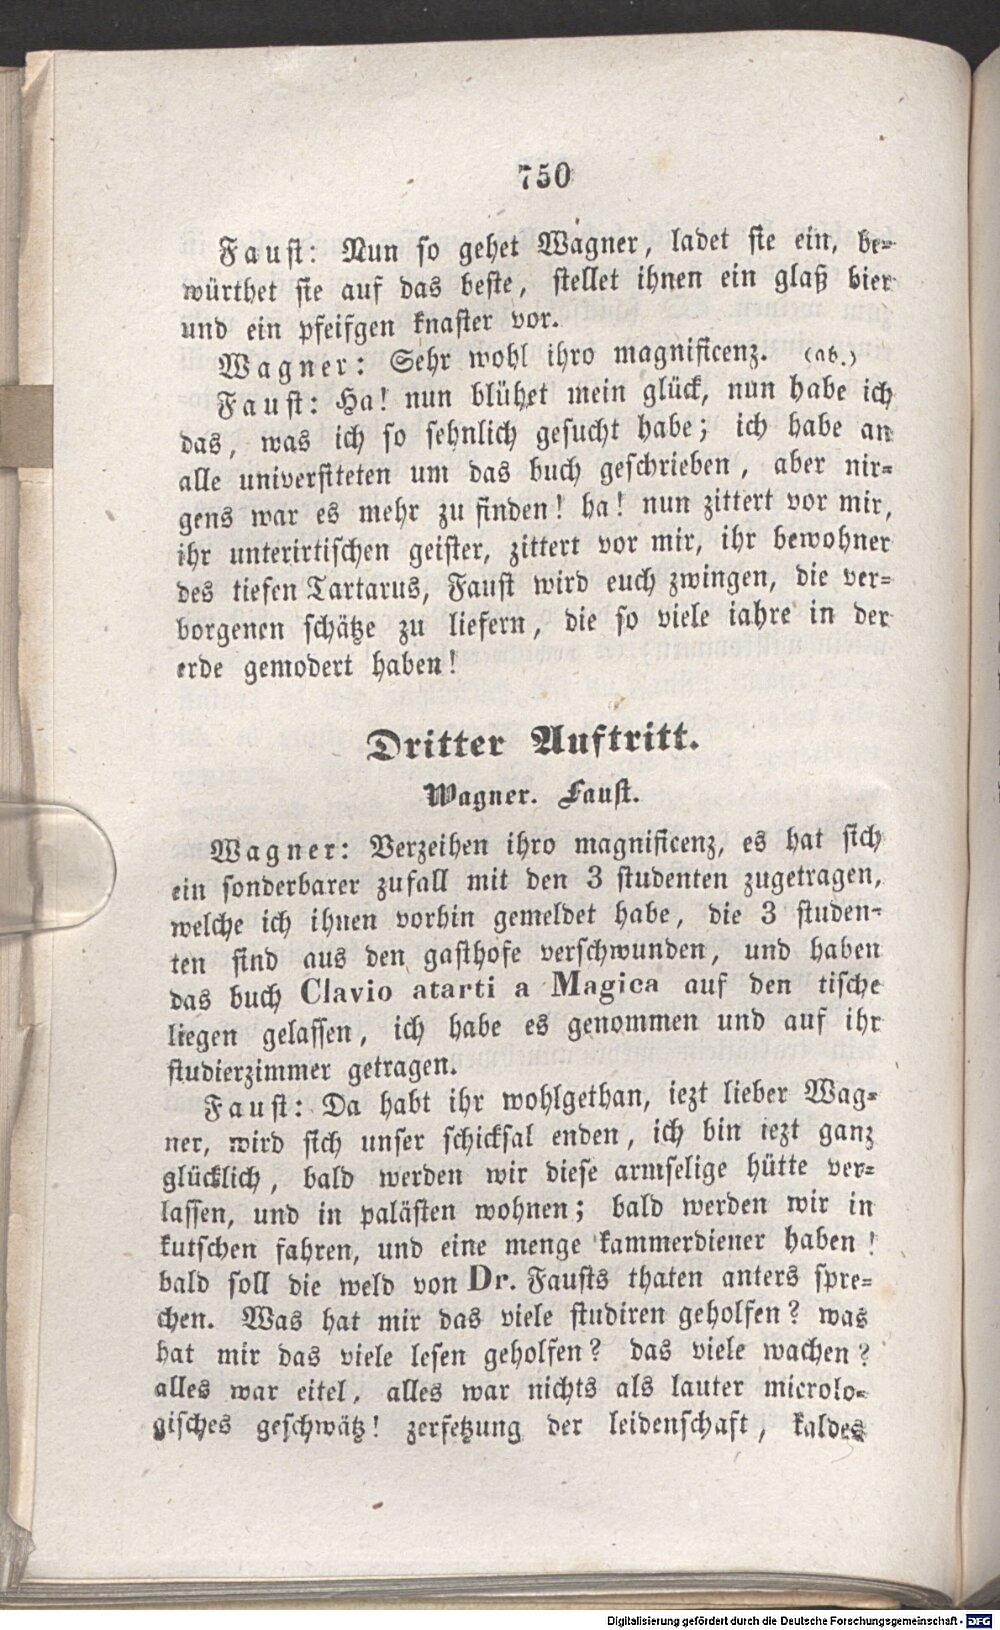 750
Faust: Nun so gehet Wagner, ladet sie ein, be-
würthet sie auf das beste, stellet ihnen ein glaß bier
und ein pfeifgen knaster vor.
Wagner: Sehr wohl ihro magnificenz. (ab.)
Faust: Ha! nun blühet mein glück, nun habe ich
das, was ich so sehnlich gesucht habe; ich habe an
alle universiteten um das buch geschrieben, aber nir-
gens war es mehr zu finden! ha! nun zittert vor mir,
ihr unterirtischen geister, zittert vor mir, ihr bewohner
des tiefen Tartarus, Faust wird euch zwingen, die ver-
borgenen schätze zu liefern, die so viele iahre in der
erde gemodert haben!
Dritter Auftritt.
Wagner. Faust.
Wagner: Verzeihen ihro magnificenz, es hat sich
ein sonderbarer zufall mit den 3 studenten zugetragen,
welche ich ihnen vorhin gemeldet habe, die 3 studen-
ten sind aus den gasthofe verschwunden, und haben
das buch Clavio atarti a Magica auf den tische
liegen gelassen, ich habe es genommen und auf ihr
studierzimmer getragen.
Faust: Da habt ihr wohlgethan, iezt lieber Wag-
ner, wird sich unser schicksal enden, ich bin iezt ganz
glücklich, bald werden wir diese armselige hütte ver-
lassen, und in palästen wohnen; bald werden wir in
kutschen fahren, und eine menge kammerdiener haben!
bald soll die weld von Dr. Fausts thaten anters spre-
chen. Was hat mir das viele studiren geholfen? was
hat mir das viele lesen geholfen? das viele wachen?
alles war eitel, alles war nichts als lauter microlo-
gisches geschwätz! zerfetzung der leidenschaft, kaldes
Digitalisierung gefördert durch die Deutsche Forschungsgemeinschaft - DFG